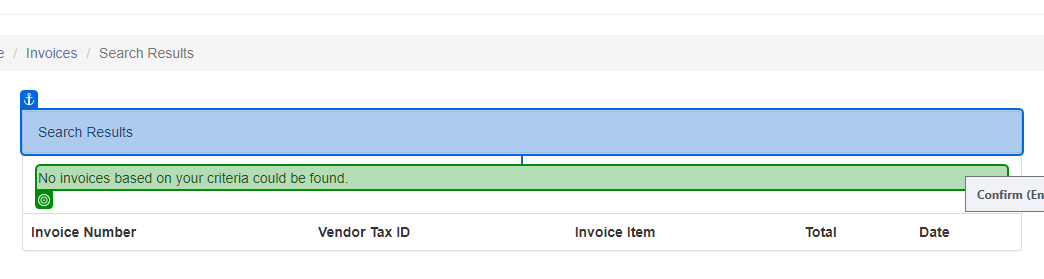 e / Invoices / Search Results
Search Results
No invoices based on your criteria could be found.
Confirm (En
Invoice Number Vendor Tax ID Invoice Item Total Date